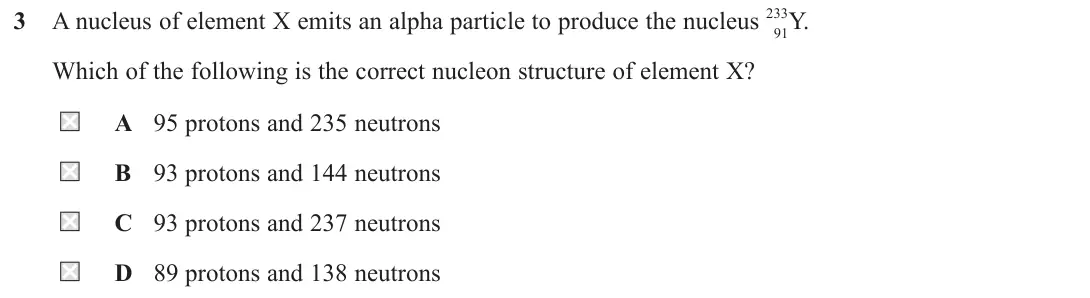 3 A nucleus of element X emits an alpha particle to produce the nucleus ²³³₉₁Y.
Which of the following is the correct nucleon structure of element X?
A 95 protons and 235 neutrons
B 93 protons and 144 neutrons
C 93 protons and 237 neutrons
D 89 protons and 138 neutrons